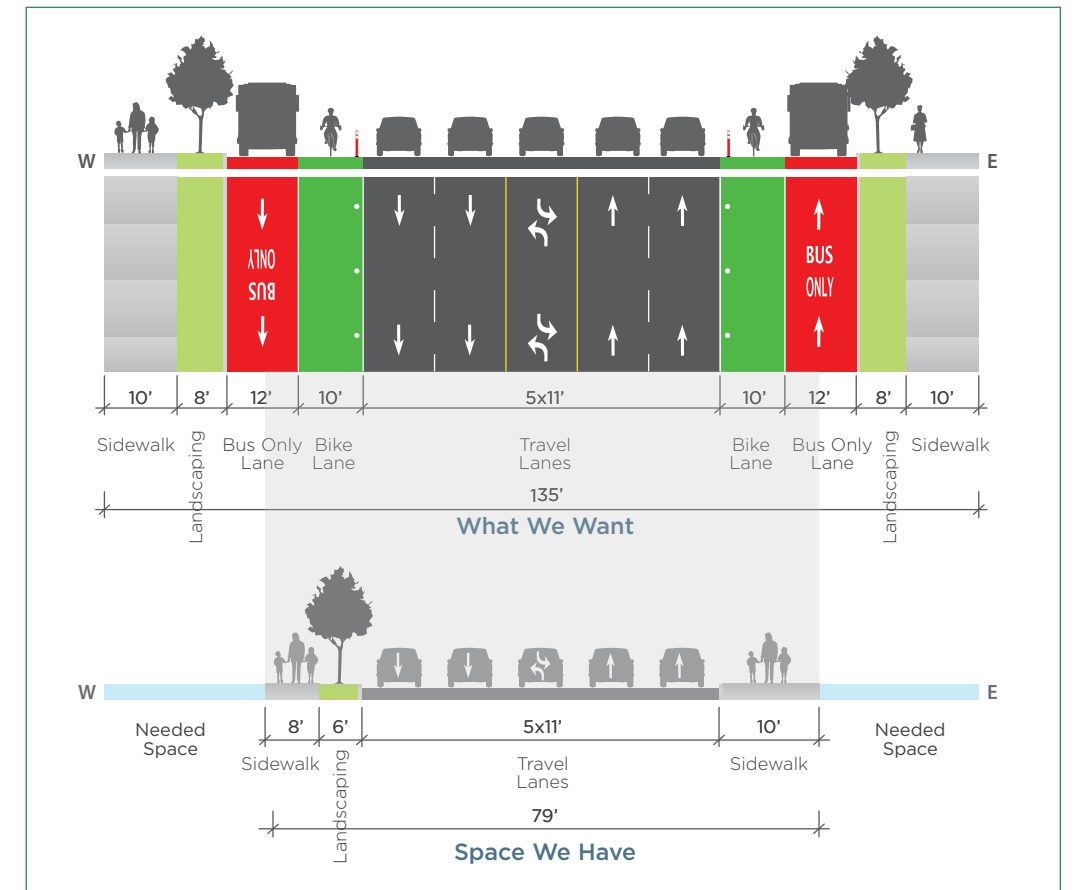 W
E
ONLY
BUS
BUS
ONLY
10’ 8’ 12’ 10’ 5x11’ 10’ 12’ 8’ 10’
Sidewalk
Landscaping
Bus Only
Lane
Bike
Lane
Travel
Lanes
Bike
Lane
Bus Only
Lane
Landscaping
Sidewalk
135’
What We Want
W
E
Needed
Space
8’ 6’ 5x11’ 10’
Needed
Space
Sidewalk
Landscaping
Travel
Lanes
Sidewalk
79’
Space We Have